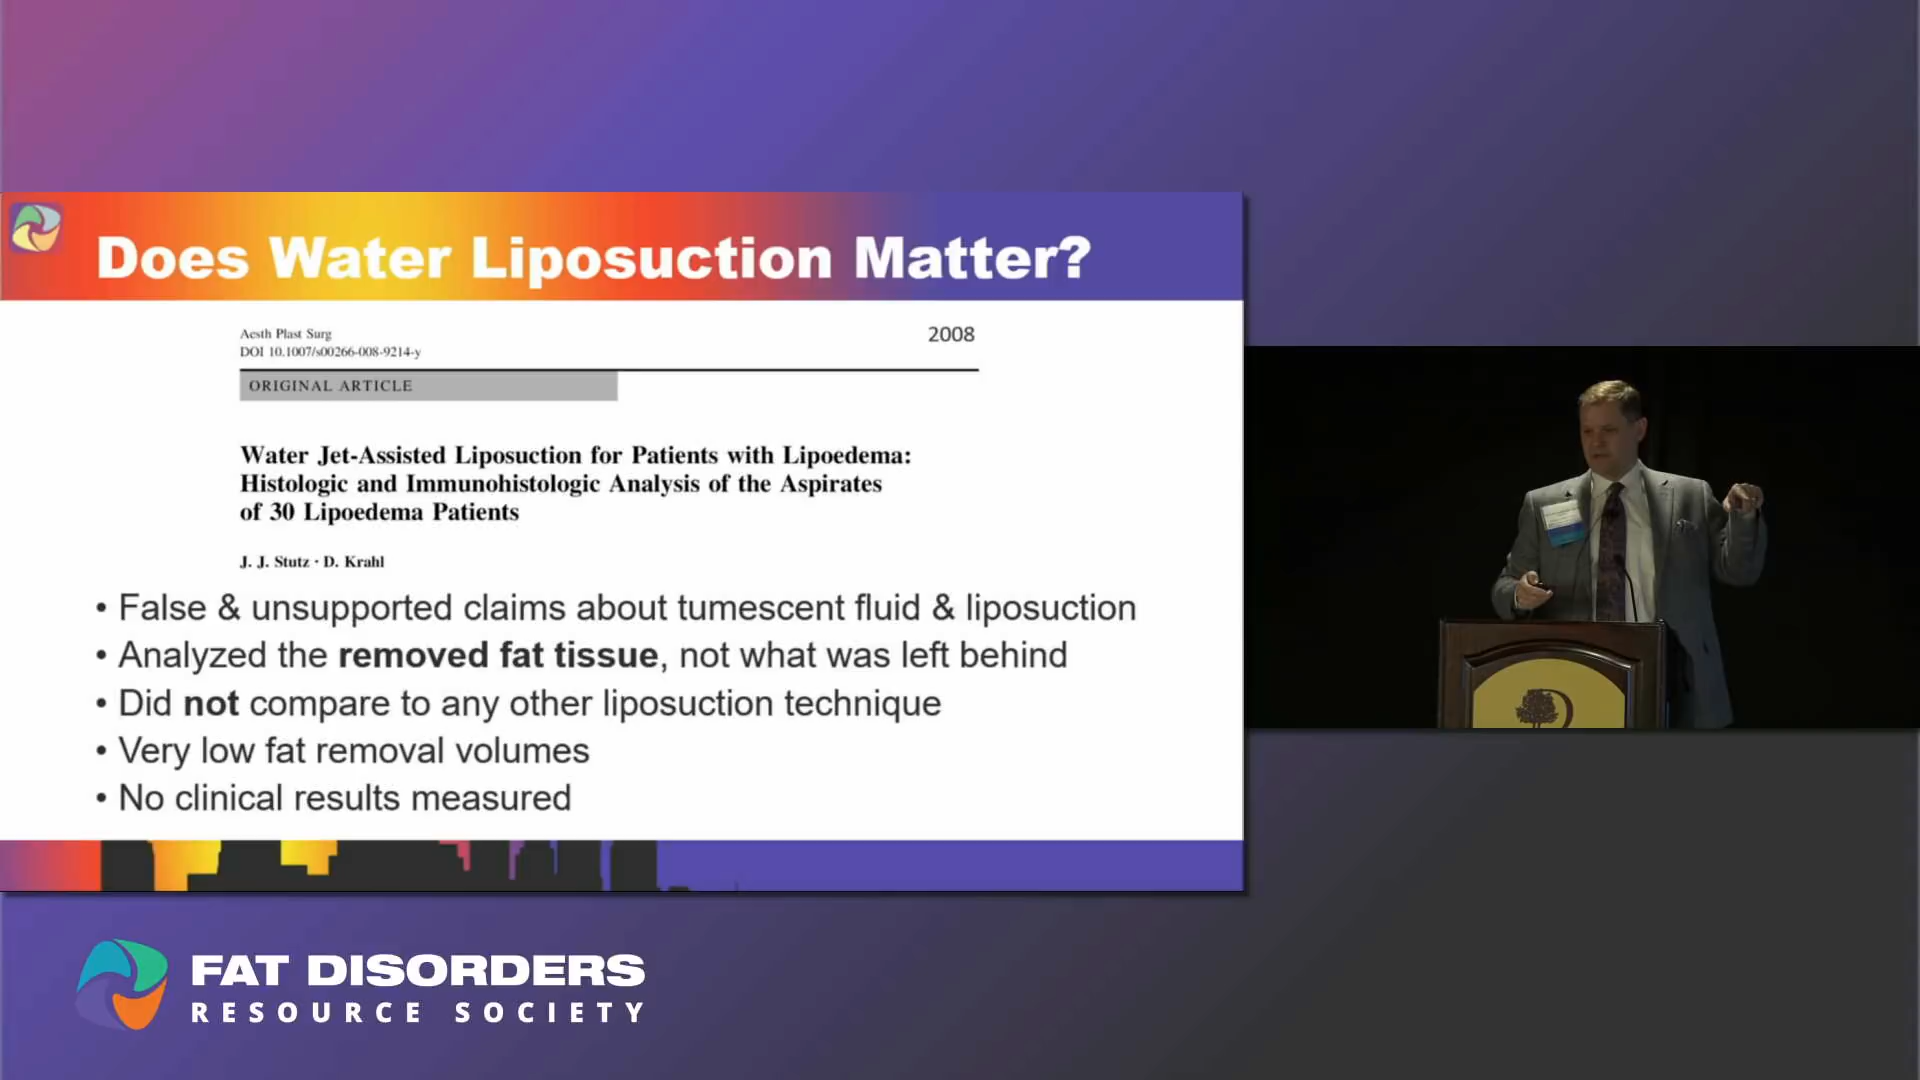 Does Water Liposuction Matter?
Aesth Plast Surg
DOI 10.1007/s00266-008-9214-y
2008
ORIGINAL ARTICLE
Water Jet-Assisted Liposuction for Patients with Lipoedema:
Histologic and Immunohistologic Analysis of the Aspirates
of 30 Lipoedema Patients
J. J. Stutz · D. Krahl
• False & unsupported claims about tumescent fluid & liposuction
• Analyzed the removed fat tissue, not what was left behind
• Did not compare to any other liposuction technique
• Very low fat removal volumes
• No clinical results measured
FAT DISORDERS
RESOURCE SOCIETY